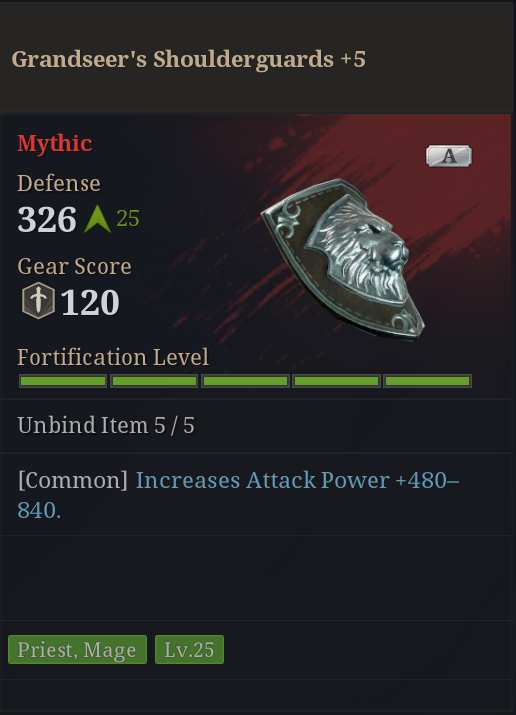 Grandseer's Shoulderguards +5
Mythic
A
Defense
326 25
Gear Score
120
Fortification Level
Unbind Item 5 / 5
[Common] Increases Attack Power +480–
840.
Priest, Mage Lv.25